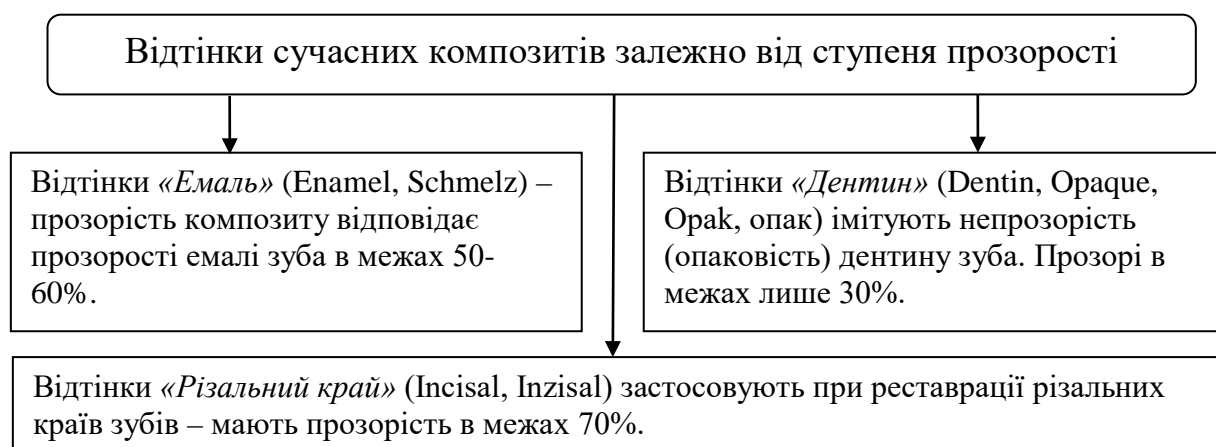 Відтінки сучасних композитів залежно від ступеня прозорості
Відтінки «Емаль» (Enamel, Schmelz) –
прозорість композиту відповідає
прозорості емалі зуба в межах 50-
60%.
Відтінки «Дентин» (Dentin, Opaque,
Opak, опак) імітують непрозорість
(опаковість) дентину зуба. Прозорі в
межах лише 30%.
Відтінки «Різальний край» (Incisal, Inzisal) застосовують при реставрації різальних
країв зубів – мають прозорість в межах 70%.